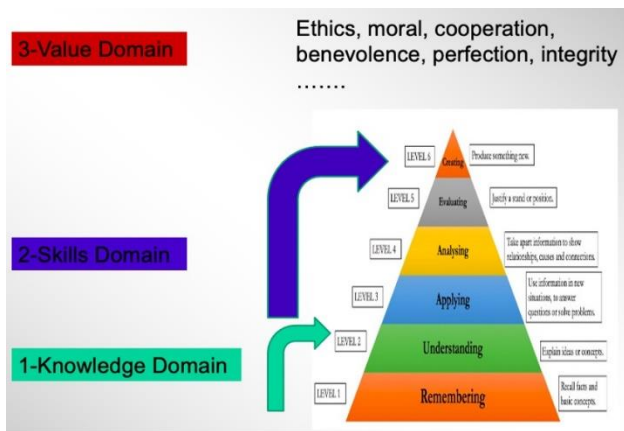 3-Value Domain
Ethics, moral, cooperation,
benevolence, perfection, integrity
.......
2-Skills Domain
1-Knowledge Domain
LEVEL 6
Creating
Produce something new.
LEVEL 5
Evaluating
Justify a stand or position.
LEVEL 4
Analysing
Take apart information to show
relationships, causes and connections.
LEVEL 3
Applying
Use information in new
situations, to answer
questions or solve problems.
LEVEL 2
Understanding
Explain ideas or concepts.
LEVEL 1
Remembering
Recall facts and
basic concepts.